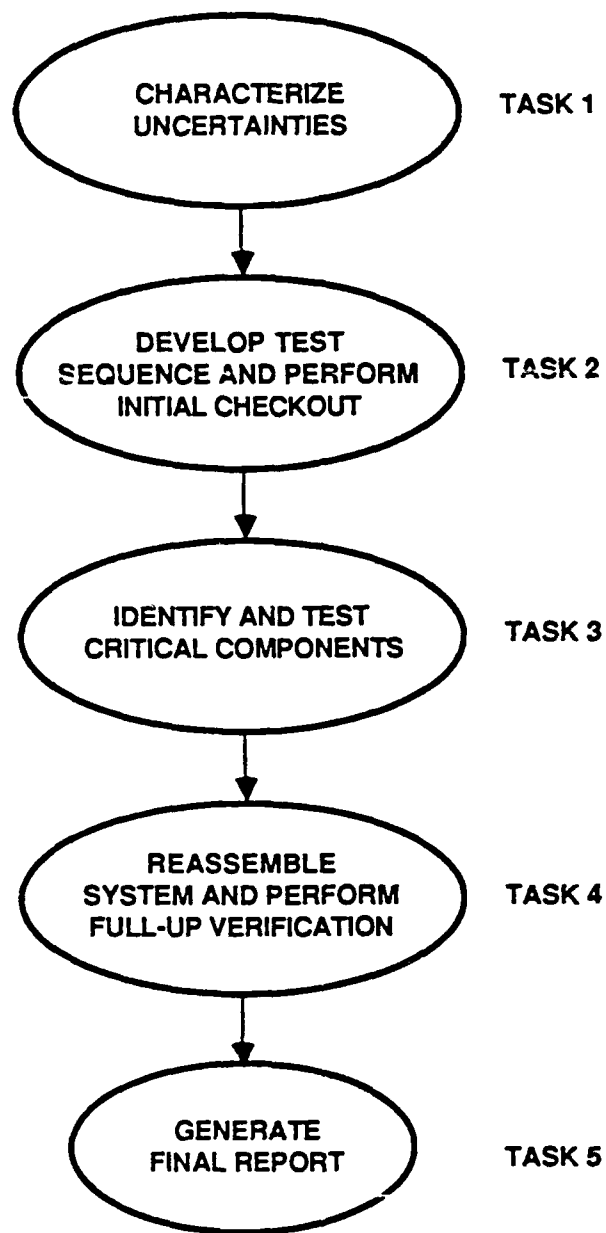 CHARACTERIZE
UNCERTAINTIES
TASK 1
DEVELOP TEST
SEQUENCE AND PERFORM
INITIAL CHECKOUT
TASK 2
IDENTIFY AND TEST
CRITICAL COMPONENTS
TASK 3
REASSEMBLE
SYSTEM AND PERFORM
FULL-UP VERIFICATION
TASK 4
GENERATE
FINAL REPORT
TASK 5